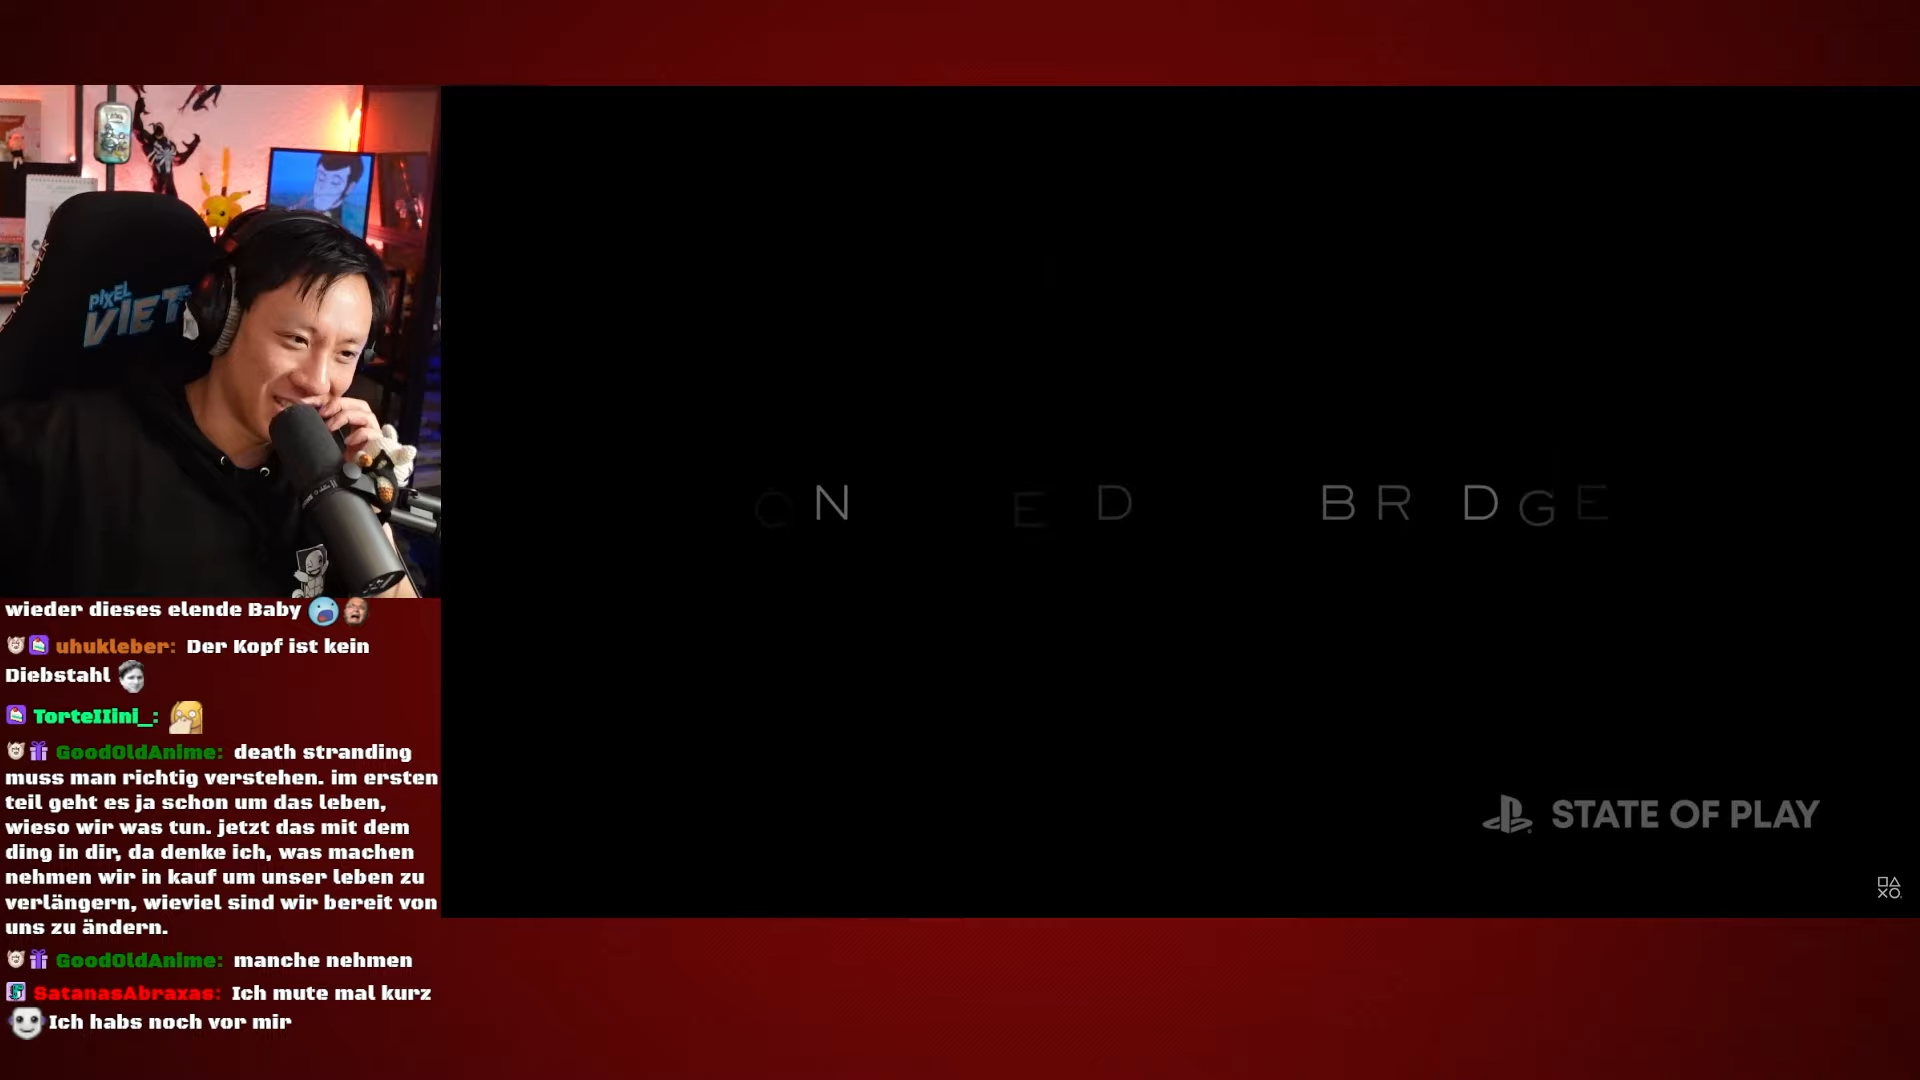 PIXEL
VIET
ON ED BRDGE
STATE OF PLAY
wieder dieses elende Baby
uhukleber: Der Kopf ist kein
Diebstahl
TorteIIini_:
GoodOldAnime: death stranding
muss man richtig verstehen. im ersten
teil geht es ja schon um das leben,
wieso wir was tun. jetzt das mit dem
ding in dir, da denke ich, was machen
nehmen wir in kauf um unser leben zu
verlängern, wieviel sind wir bereit von
uns zu ändern.
GoodOldAnime: manche nehmen
SatanasAbraxas: Ich mute mal kurz
Ich habs noch vor mir